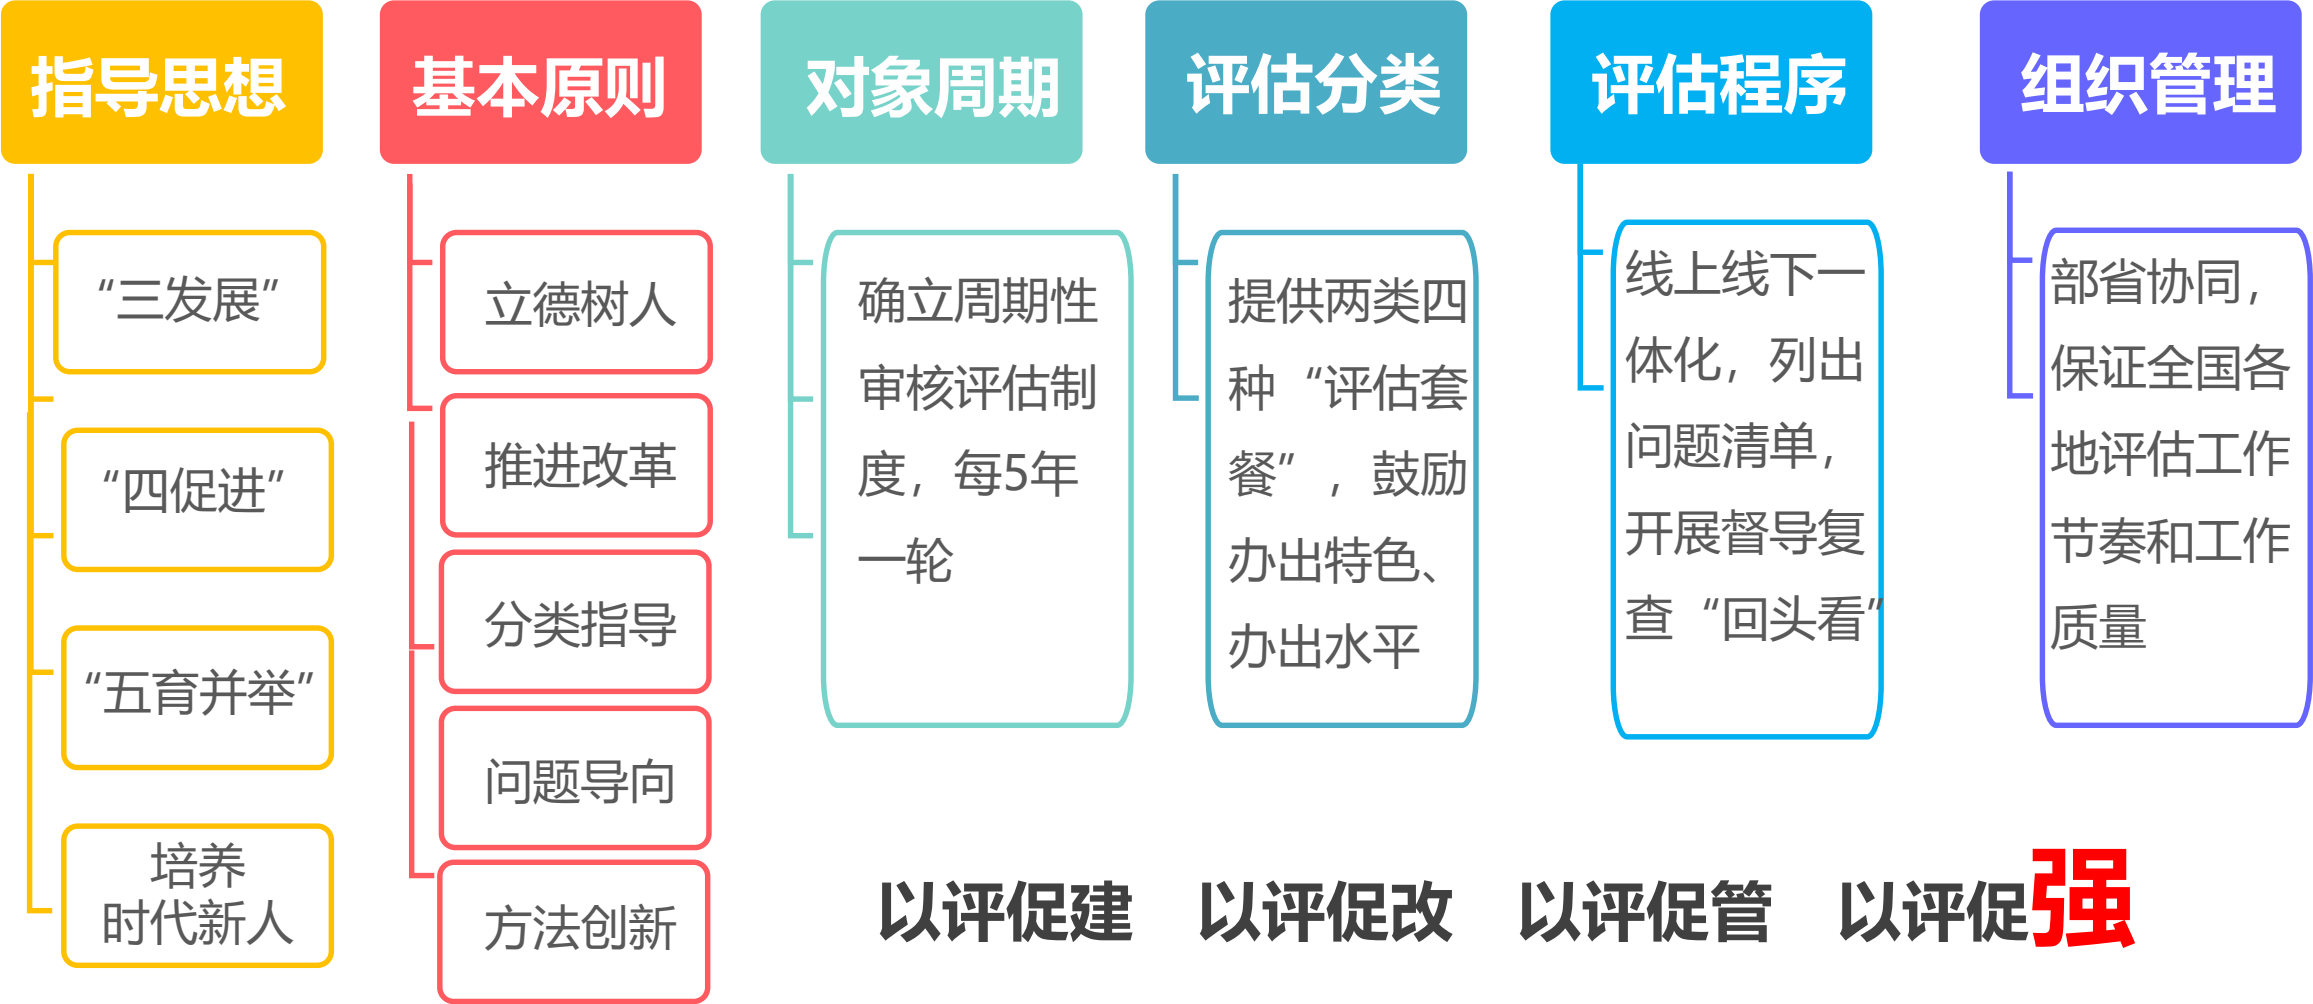 指导思想
“三发展”
“四促进”
“五育并举”
培养
时代新人
基本原则
立德树人
推进改革
分类指导
问题导向
方法创新
对象周期
确立周期性
审核评估制
度，每5年
一轮
评估分类
提供两类四
种“评估套
餐”，鼓励
办出特色、
办出水平
评估程序
线上线下一
体化，列出
问题清单，
开展督导复
查“回头看”
组织管理
部省协同，
保证全国各
地评估工作
节奏和工作
质量
以评促建 以评促改 以评促管 以评促强